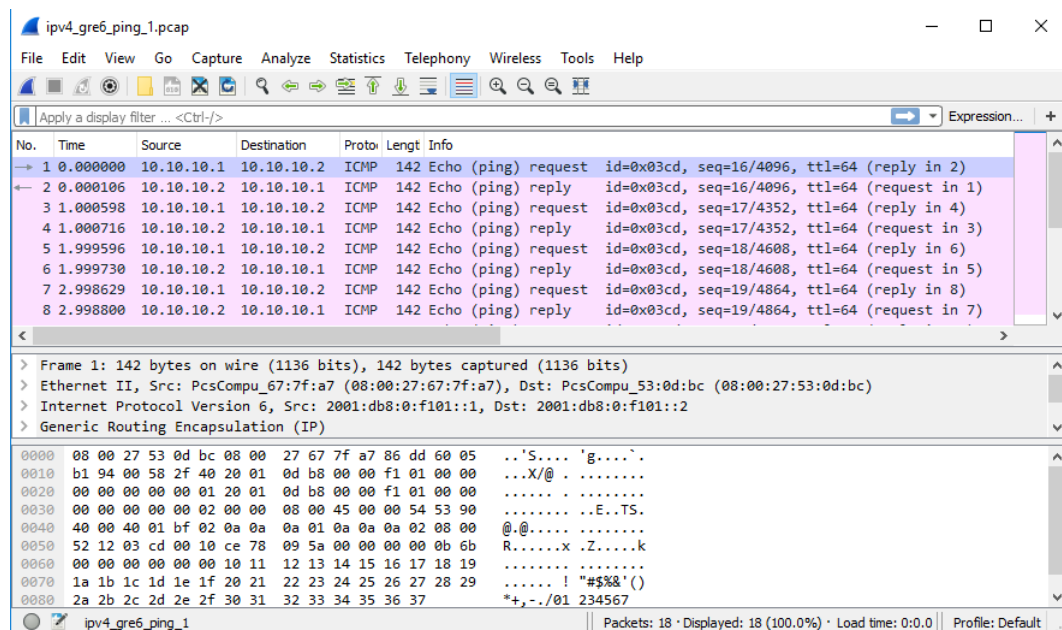 ipv4_gre6_ping_1.pcap
File Edit View Go Capture Analyze Statistics Telephony Wireless Tools Help
Apply a display filter ... <Ctrl-/> Expression... +
No. Time Source Destination Proto Lengt Info
1 0.000000 10.10.10.1 10.10.10.2 ICMP 142 Echo (ping) request id=0x03cd, seq=16/4096, ttl=64 (reply in 2)
2 0.000106 10.10.10.2 10.10.10.1 ICMP 142 Echo (ping) reply id=0x03cd, seq=16/4096, ttl=64 (request in 1)
3 1.000598 10.10.10.1 10.10.10.2 ICMP 142 Echo (ping) request id=0x03cd, seq=17/4352, ttl=64 (reply in 4)
4 1.000716 10.10.10.2 10.10.10.1 ICMP 142 Echo (ping) reply id=0x03cd, seq=17/4352, ttl=64 (request in 3)
5 1.999596 10.10.10.1 10.10.10.2 ICMP 142 Echo (ping) request id=0x03cd, seq=18/4608, ttl=64 (reply in 6)
6 1.999730 10.10.10.2 10.10.10.1 ICMP 142 Echo (ping) reply id=0x03cd, seq=18/4608, ttl=64 (request in 5)
7 2.998629 10.10.10.1 10.10.10.2 ICMP 142 Echo (ping) request id=0x03cd, seq=19/4864, ttl=64 (reply in 8)
8 2.998800 10.10.10.2 10.10.10.1 ICMP 142 Echo (ping) reply id=0x03cd, seq=19/4864, ttl=64 (request in 7)
> Frame 1: 142 bytes on wire (1136 bits), 142 bytes captured (1136 bits)
> Ethernet II, Src: PcsCompu_67:7f:a7 (08:00:27:67:7f:a7), Dst: PcsCompu_53:0d:bc (08:00:27:53:0d:bc)
> Internet Protocol Version 6, Src: 2001:db8:0:f101::1, Dst: 2001:db8:0:f101::2
> Generic Routing Encapsulation (IP)
0000 08 00 27 53 0d bc 08 00 27 67 7f a7 86 dd 60 05 ..'S.... 'g....`.
0010 b1 94 00 58 2f 40 20 01 0d b8 00 00 f1 01 00 00 ...X/@ . ........
0020 00 00 00 00 00 01 20 01 0d b8 00 00 f1 01 00 00 ...... . ........
0030 00 00 00 00 00 02 00 00 08 00 45 00 00 54 53 90 ........ ..E..TS.
0040 40 00 40 01 bf 02 0a 0a 0a 01 0a 0a 0a 02 08 00 @.@..... ........
0050 52 12 03 cd 00 10 ce 78 09 5a 00 00 00 00 0b 6b R......x .Z.....k
0060 00 00 00 00 00 00 10 11 12 13 14 15 16 17 18 19 ........ ........
0070 1a 1b 1c 1d 1e 1f 20 21 22 23 24 25 26 27 28 29 ...... ! "#$%&'()
0080 2a 2b 2c 2d 2e 2f 30 31 32 33 34 35 36 37 *+,-./01 234567
ipv4_gre6_ping_1 Packets: 18 · Displayed: 18 (100.0%) · Load time: 0:0.0 Profile: Default